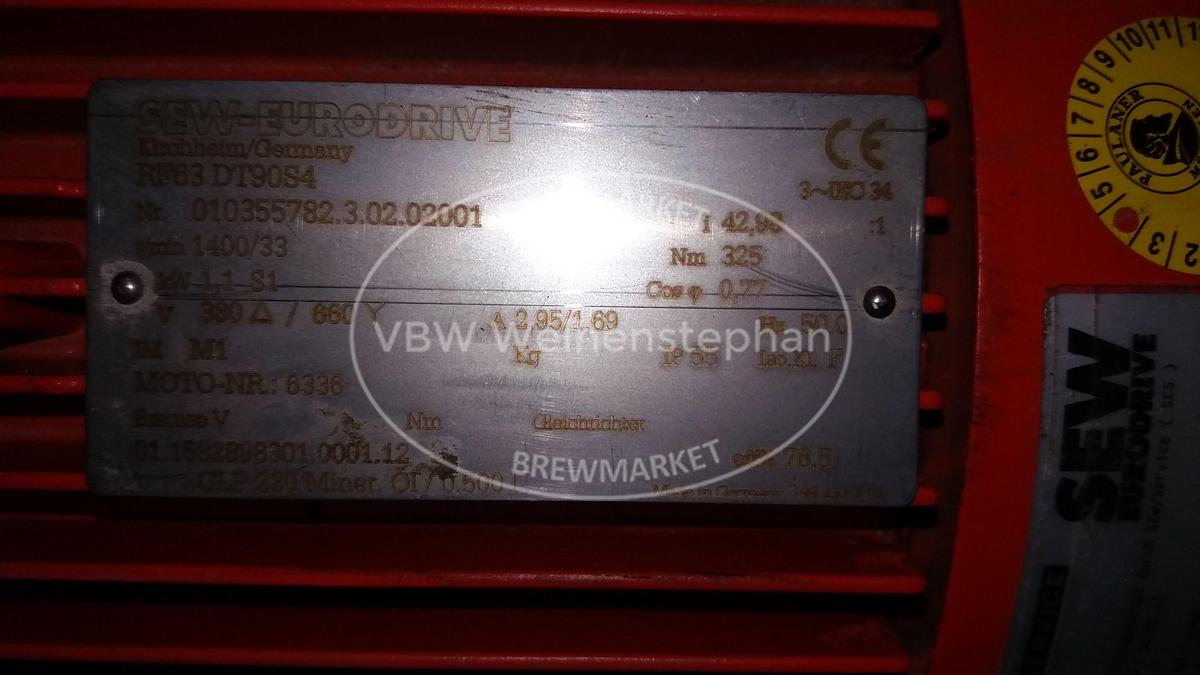 SEW-EURODRIVE
Kirchheim/Germany
RF63 DT90S4
3~IEC 34
Nr. 010355782.3.02.02001
i 42,98 :1
1/min 1400/33
Nm 325
kW 1,1 S1
Cos φ 0,77
V 380 Δ / 660 Y A 2,95/1,69 Hz 50,0
IM M1 Kg IP 55 Iso.Kl. F
MOTO-NR.: 6336
Bremse V Nm Gleichrichter
01.1582898301.0001.12 eff% 76,5
CLP 220 Miner. Öl / 0,500 l
Made in Germany
MARKET
VBW Weihenstephan
BREWMARKET
PAULANER
2 3 5 6 7 8 9 10 11
SEW
EURODRIVE